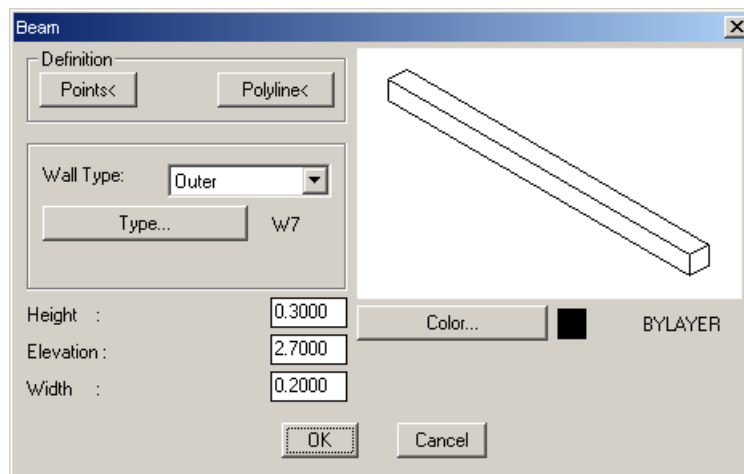 Beam
Definition
Points<
Polyline<
Wall Type:
Outer
Type...
W7
Height :
0.3000
Elevation :
2.7000
Width :
0.2000
Color...
BYLAYER
OK
Cancel